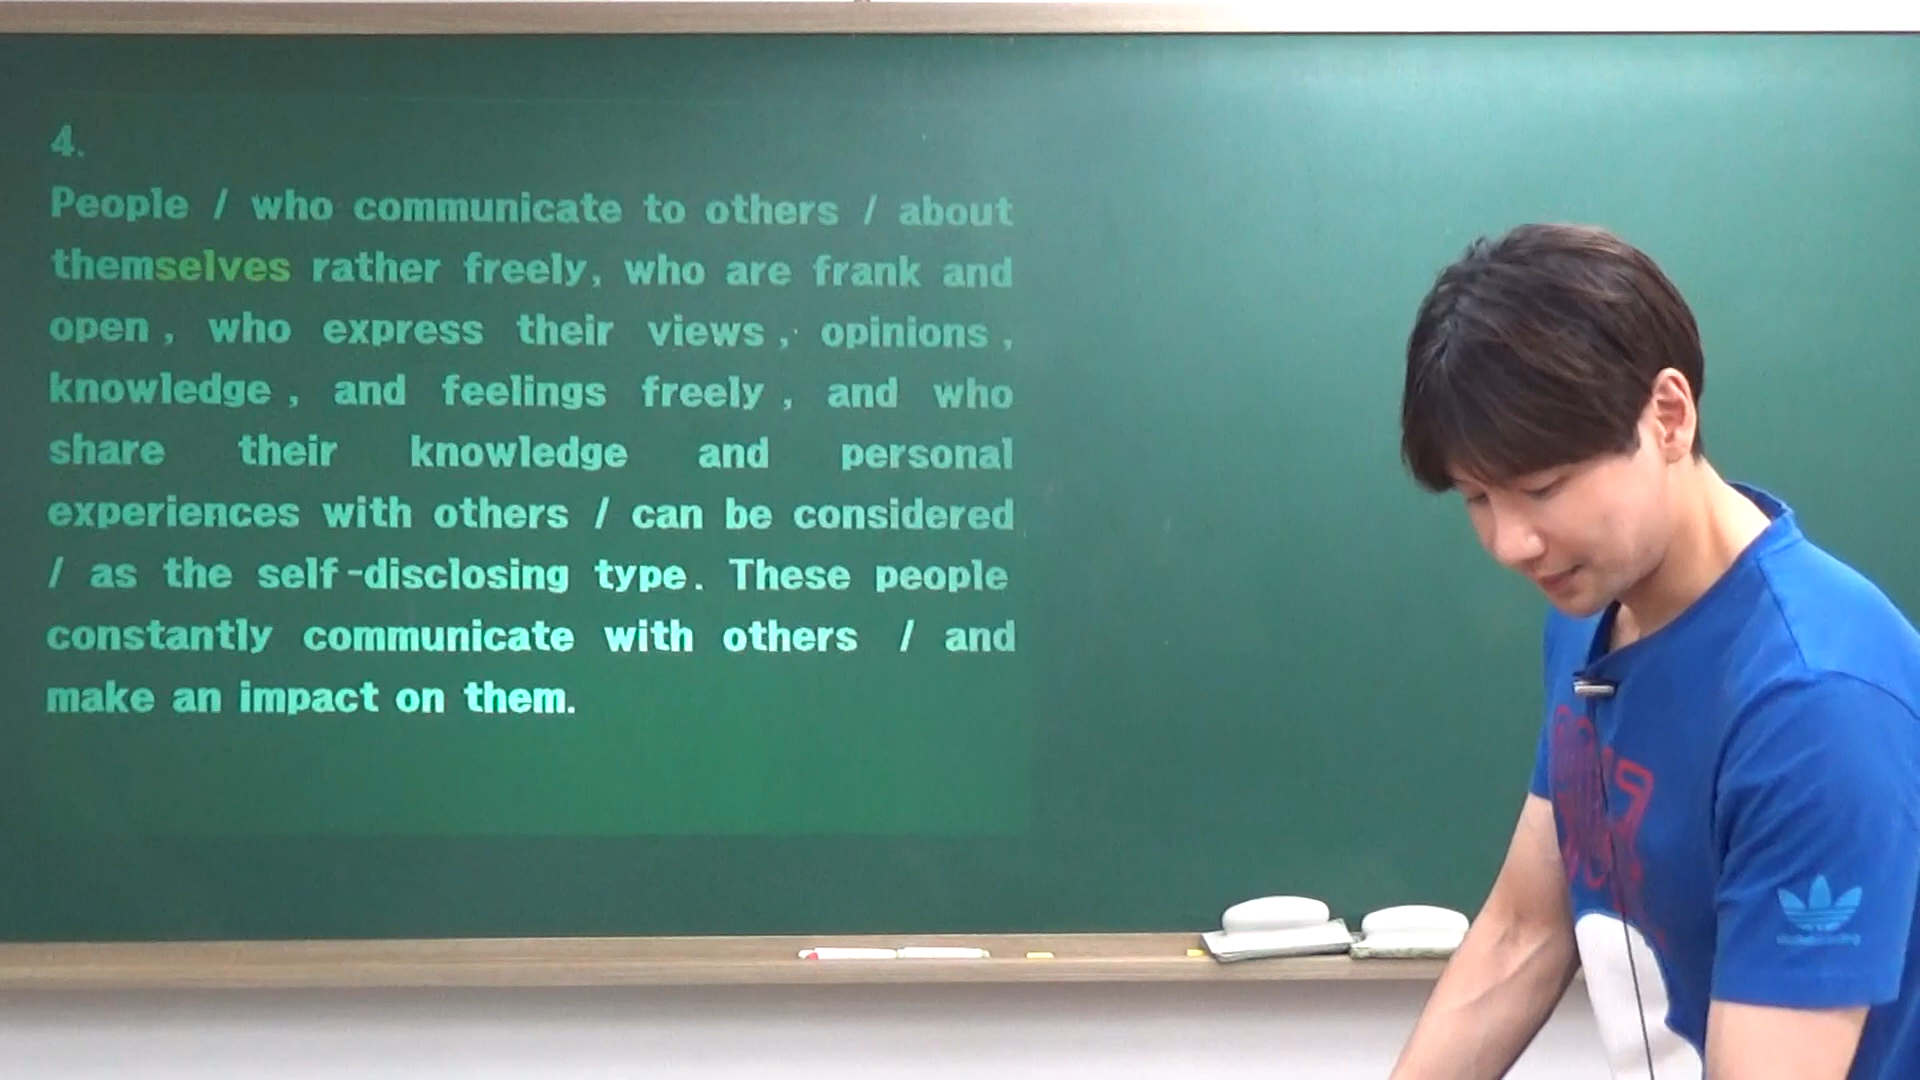 4.
People / who communicate to others / about
themselves rather freely, who are frank and
open, who express their views, opinions,
knowledge, and feelings freely, and who
share their knowledge and personal
experiences with others / can be considered
/ as the self-disclosing type. These people
constantly communicate with others / and
make an impact on them.